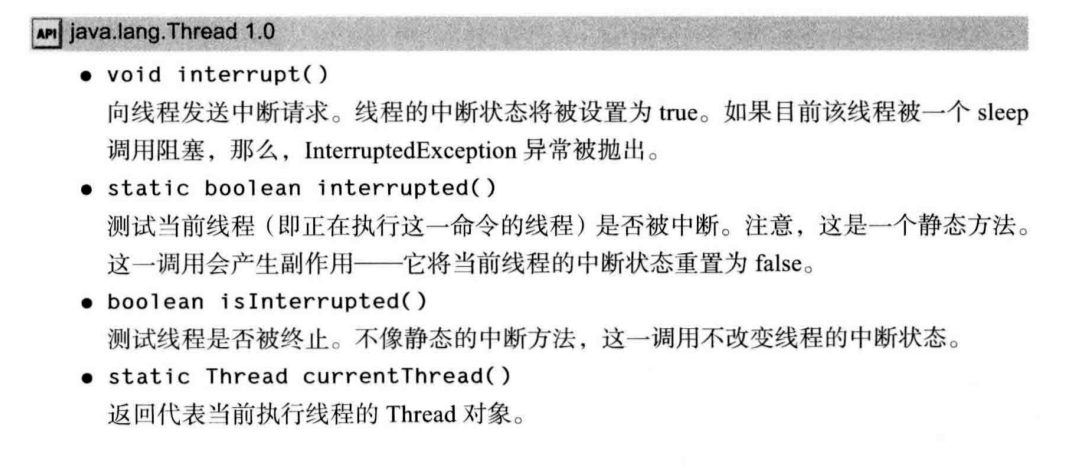 API java.lang.Thread 1.0
● void interrupt()
向线程发送中断请求。线程的中断状态将被设置为 true。如果目前该线程被一个 sleep
调用阻塞，那么，InterruptedException 异常被抛出。
● static boolean interrupted()
测试当前线程（即正在执行这一命令的线程）是否被中断。注意，这是一个静态方法。
这一调用会产生副作用——它将当前线程的中断状态重置为 false。
● boolean isInterrupted()
测试线程是否被终止。不像静态的中断方法，这一调用不改变线程的中断状态。
● static Thread currentThread()
返回代表当前执行线程的 Thread 对象。